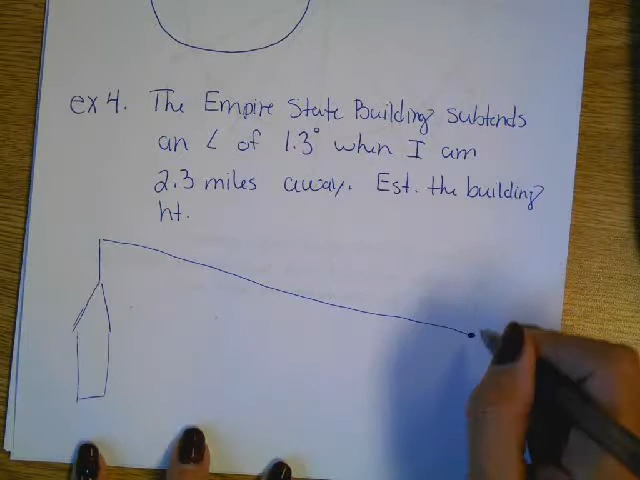 ex 4. The Empire State Building subtends
an ∠ of 1.3° when I am
2.3 miles away. Est. the building
ht.